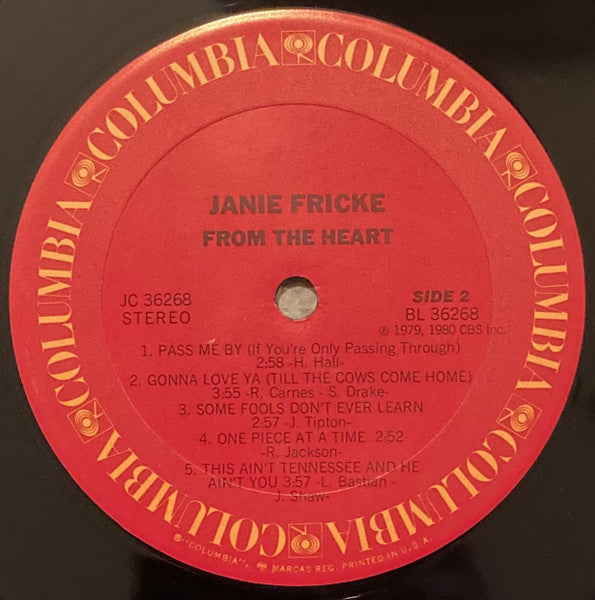 COLUMBIA COLUMBIA COLUMBIA COLUMBIA COLUMBIA COLUMBIA
JANIE FRICKE
FROM THE HEART
JC 36268
STEREO
SIDE 2
BL 36268
℗ 1979, 1980 CBS Inc.
1. PASS ME BY (If You're Only Passing Through)
2:58 -H. Hall-
2. GONNA LOVE YA (TILL THE COWS COME HOME)
3:55 -R. Carnes - S. Drake-
3. SOME FOOLS DON'T EVER LEARN
2:57 -J. Tipton-
4. ONE PIECE AT A TIME 2:52
-R. Jackson-
5. THIS AIN'T TENNESSEE AND HE
AIN'T YOU 3:57 -L. Bastian -
J. Shaw-
®"COLUMBIA", MARCAS REG. PRINTED IN U.S.A.